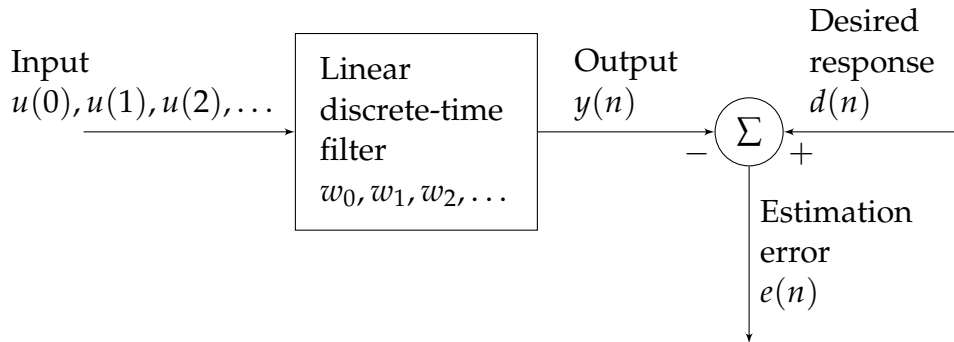 Input
u(0), u(1), u(2), . . .
Linear
discrete-time
filter
w₀, w₁, w₂, . . .
Output
y(n)
Desired
response
d(n)
Σ
− +
Estimation
error
e(n)